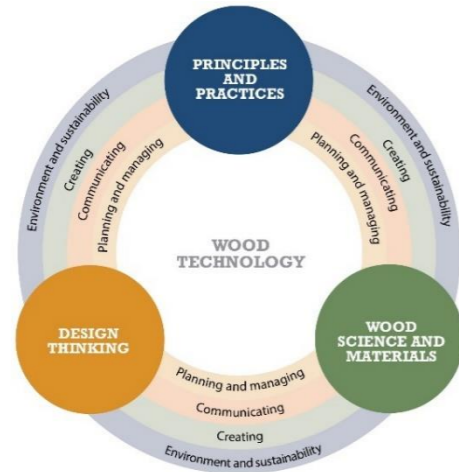 PRINCIPLES
AND
PRACTICES
Environment and sustainability
Creating
Communicating
Planning and managing
Planning and managing
Communicating
Creating
Environment and sustainability
WOOD
TECHNOLOGY
DESIGN
THINKING
WOOD
SCIENCE AND
MATERIALS
Planning and managing
Communicating
Creating
Environment and sustainability